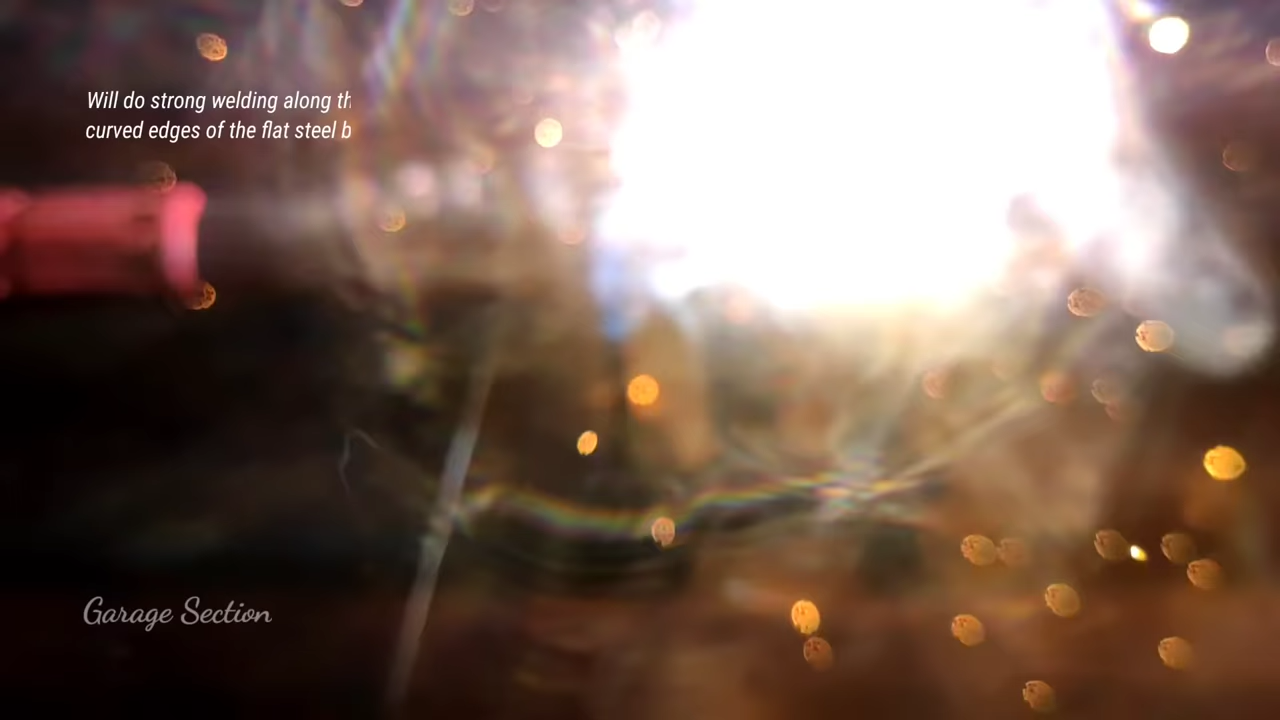 Will do strong welding along th
curved edges of the flat steel b
Garage Section